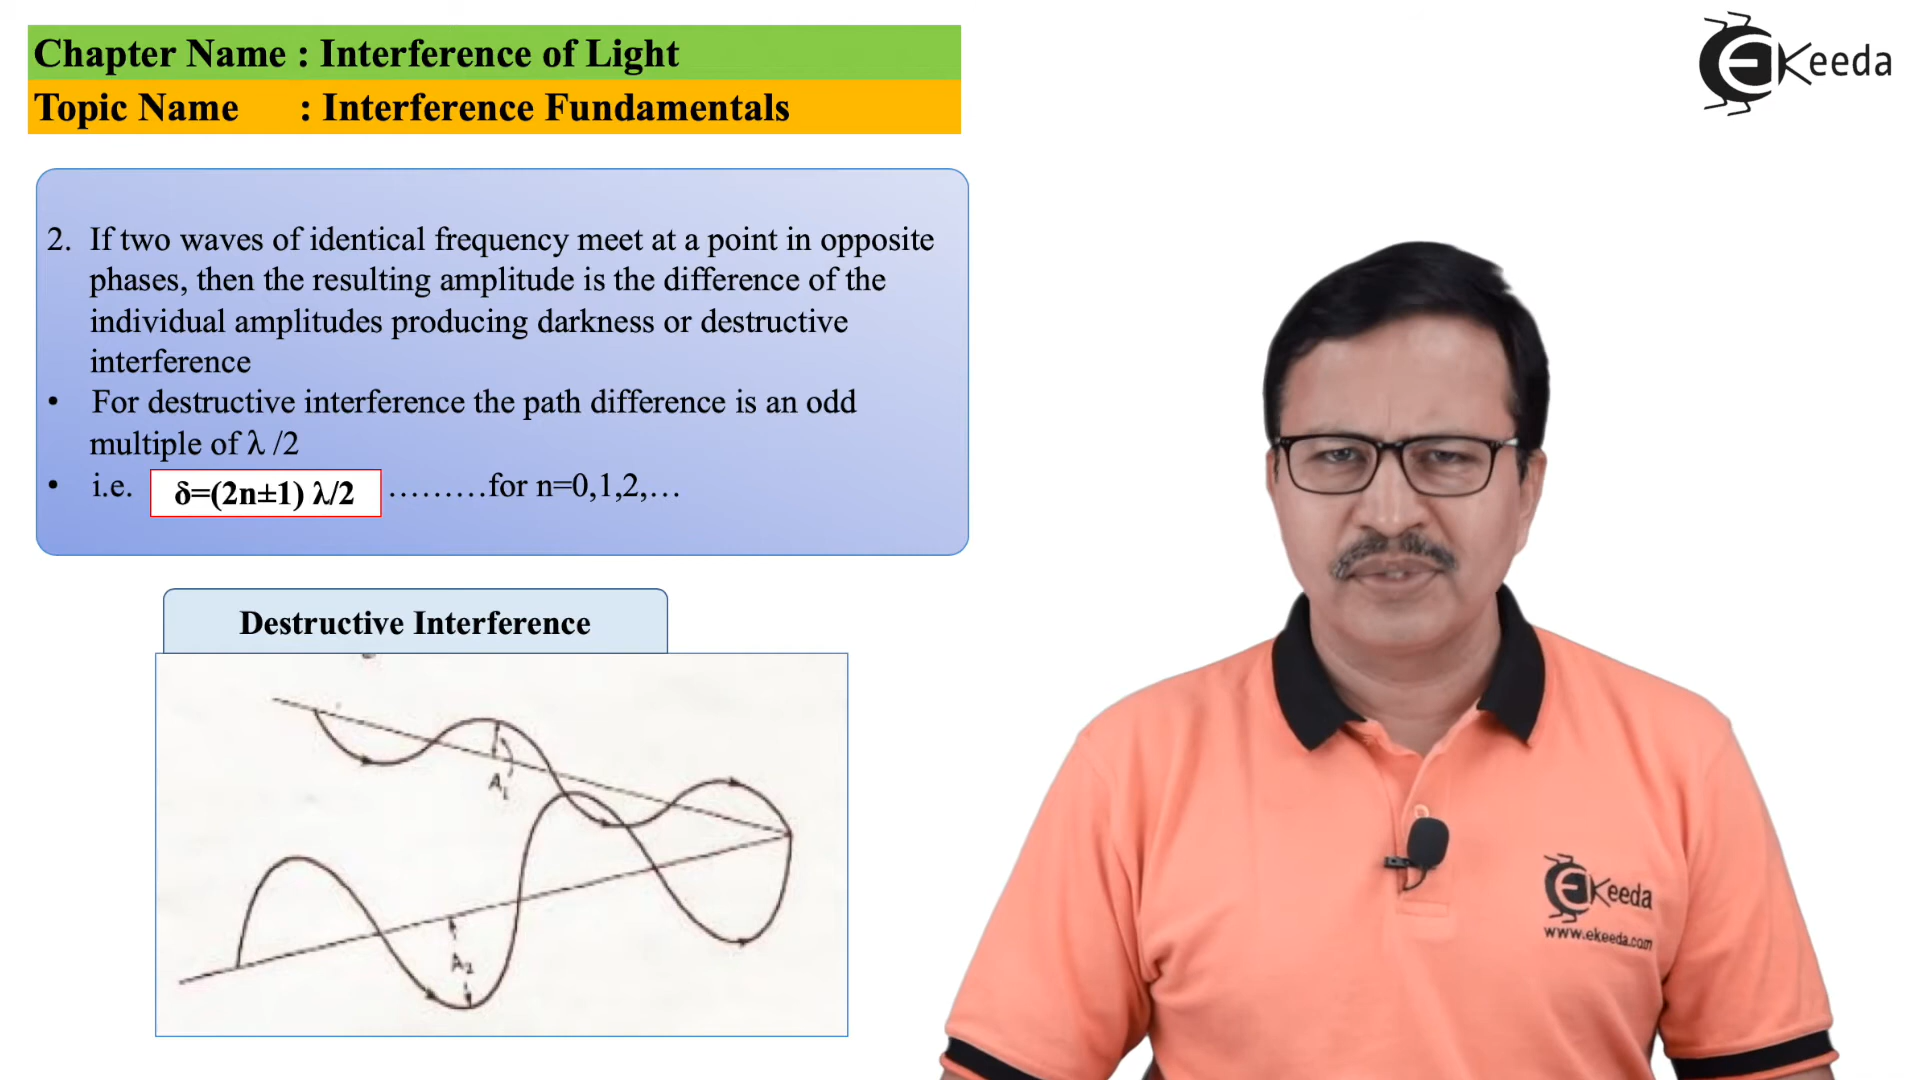 Chapter Name : Interference of Light
Topic Name : Interference Fundamentals
EKeeda
2. If two waves of identical frequency meet at a point in opposite
phases, then the resulting amplitude is the difference of the
individual amplitudes producing darkness or destructive
interference
• For destructive interference the path difference is an odd
multiple of λ /2
• i.e. δ=(2n±1) λ/2 .........for n=0,1,2,...
Destructive Interference
A₁
A₂
EKeeda
www.ekeeda.com